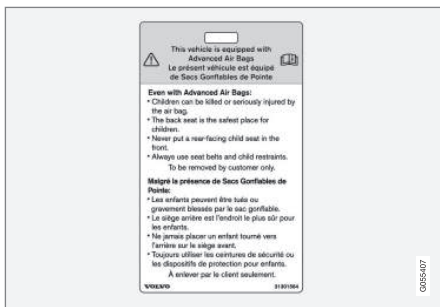 This vehicle is equipped with
Advanced Air Bags
Le présent véhicule est équipé
de Sacs Gonflables de Pointe
Even with Advanced Air Bags:
• Children can be killed or seriously injured by
the air bag.
• The back seat is the safest place for
children.
• Never put a rear-facing child seat in the
front.
• Always use seat belts and child restraints.
To be removed by customer only.
Malgré la présence de Sacs Gonflables de
Pointe:
• Les enfants peuvent être tués ou
gravement blessés par le sac gonflable.
• Le siège arrière est l'endroit le plus sûr pour
les enfants.
• Ne jamais placer un enfant tourné vers
l'arrière sur le siège avant.
• Toujours utiliser les ceintures de sécurité ou
les dispositifs de protection pour enfants.
À enlever par le client seulement.
VOLVO 31301564
G055407